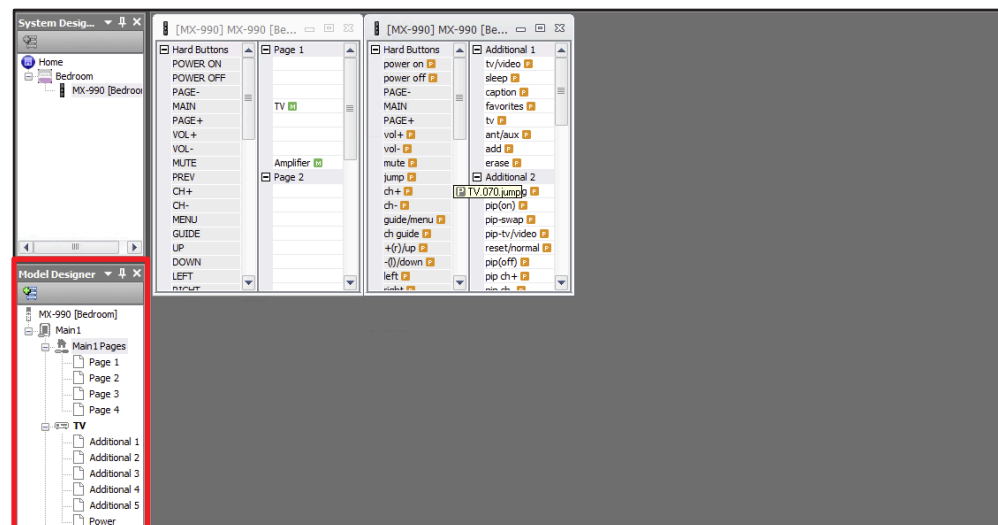 System Desig...
Home
Bedroom
MX-990 [Bedroo
Model Designer
MX-990 [Bedroom]
Main1
Main1 Pages
Page 1
Page 2
Page 3
Page 4
TV
Additional 1
Additional 2
Additional 3
Additional 4
Additional 5
Power
[MX-990] MX-990 [Be...
Hard Buttons
POWER ON
POWER OFF
PAGE-
MAIN
PAGE+
VOL+
VOL-
MUTE
PREV
CH+
CH-
MENU
GUIDE
UP
DOWN
LEFT
RIGHT
Page 1
TV M
Amplifier M
Page 2
[MX-990] MX-990 [Be...
Hard Buttons
power on P
power off P
PAGE-
MAIN
PAGE+
vol+ P
vol- P
mute P
jump P
ch+ P
ch- P
guide/menu P
ch guide P
+(r)/up P
-(l)/down P
left P
right P
Additional 1
tv/video P
sleep P
caption P
favorites P
tv P
ant/aux P
add P
erase P
Additional 2
P TV.070.jump g P
pip(on) P
pip-swap P
pip-tv/video P
reset/normal P
pip(off) P
pip ch+ P
pip ch- P